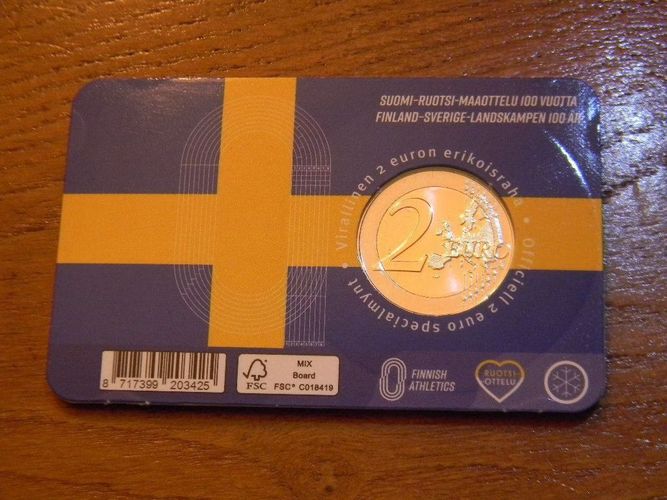 SUOMI-RUOTSI-MAAOTTELU 100 VUOTTA
FINLAND-SVERIGE-LANDSKAMPEN 100 ÅR
• Virallinen 2 euron erikoisraha • Officiell 2 euro specialmynt
2 EURO
8 717399 203425
FSC
MIX
Board
FSC® C018419
FINNISH
ATHLETICS
RUOTSI-
OTTELU